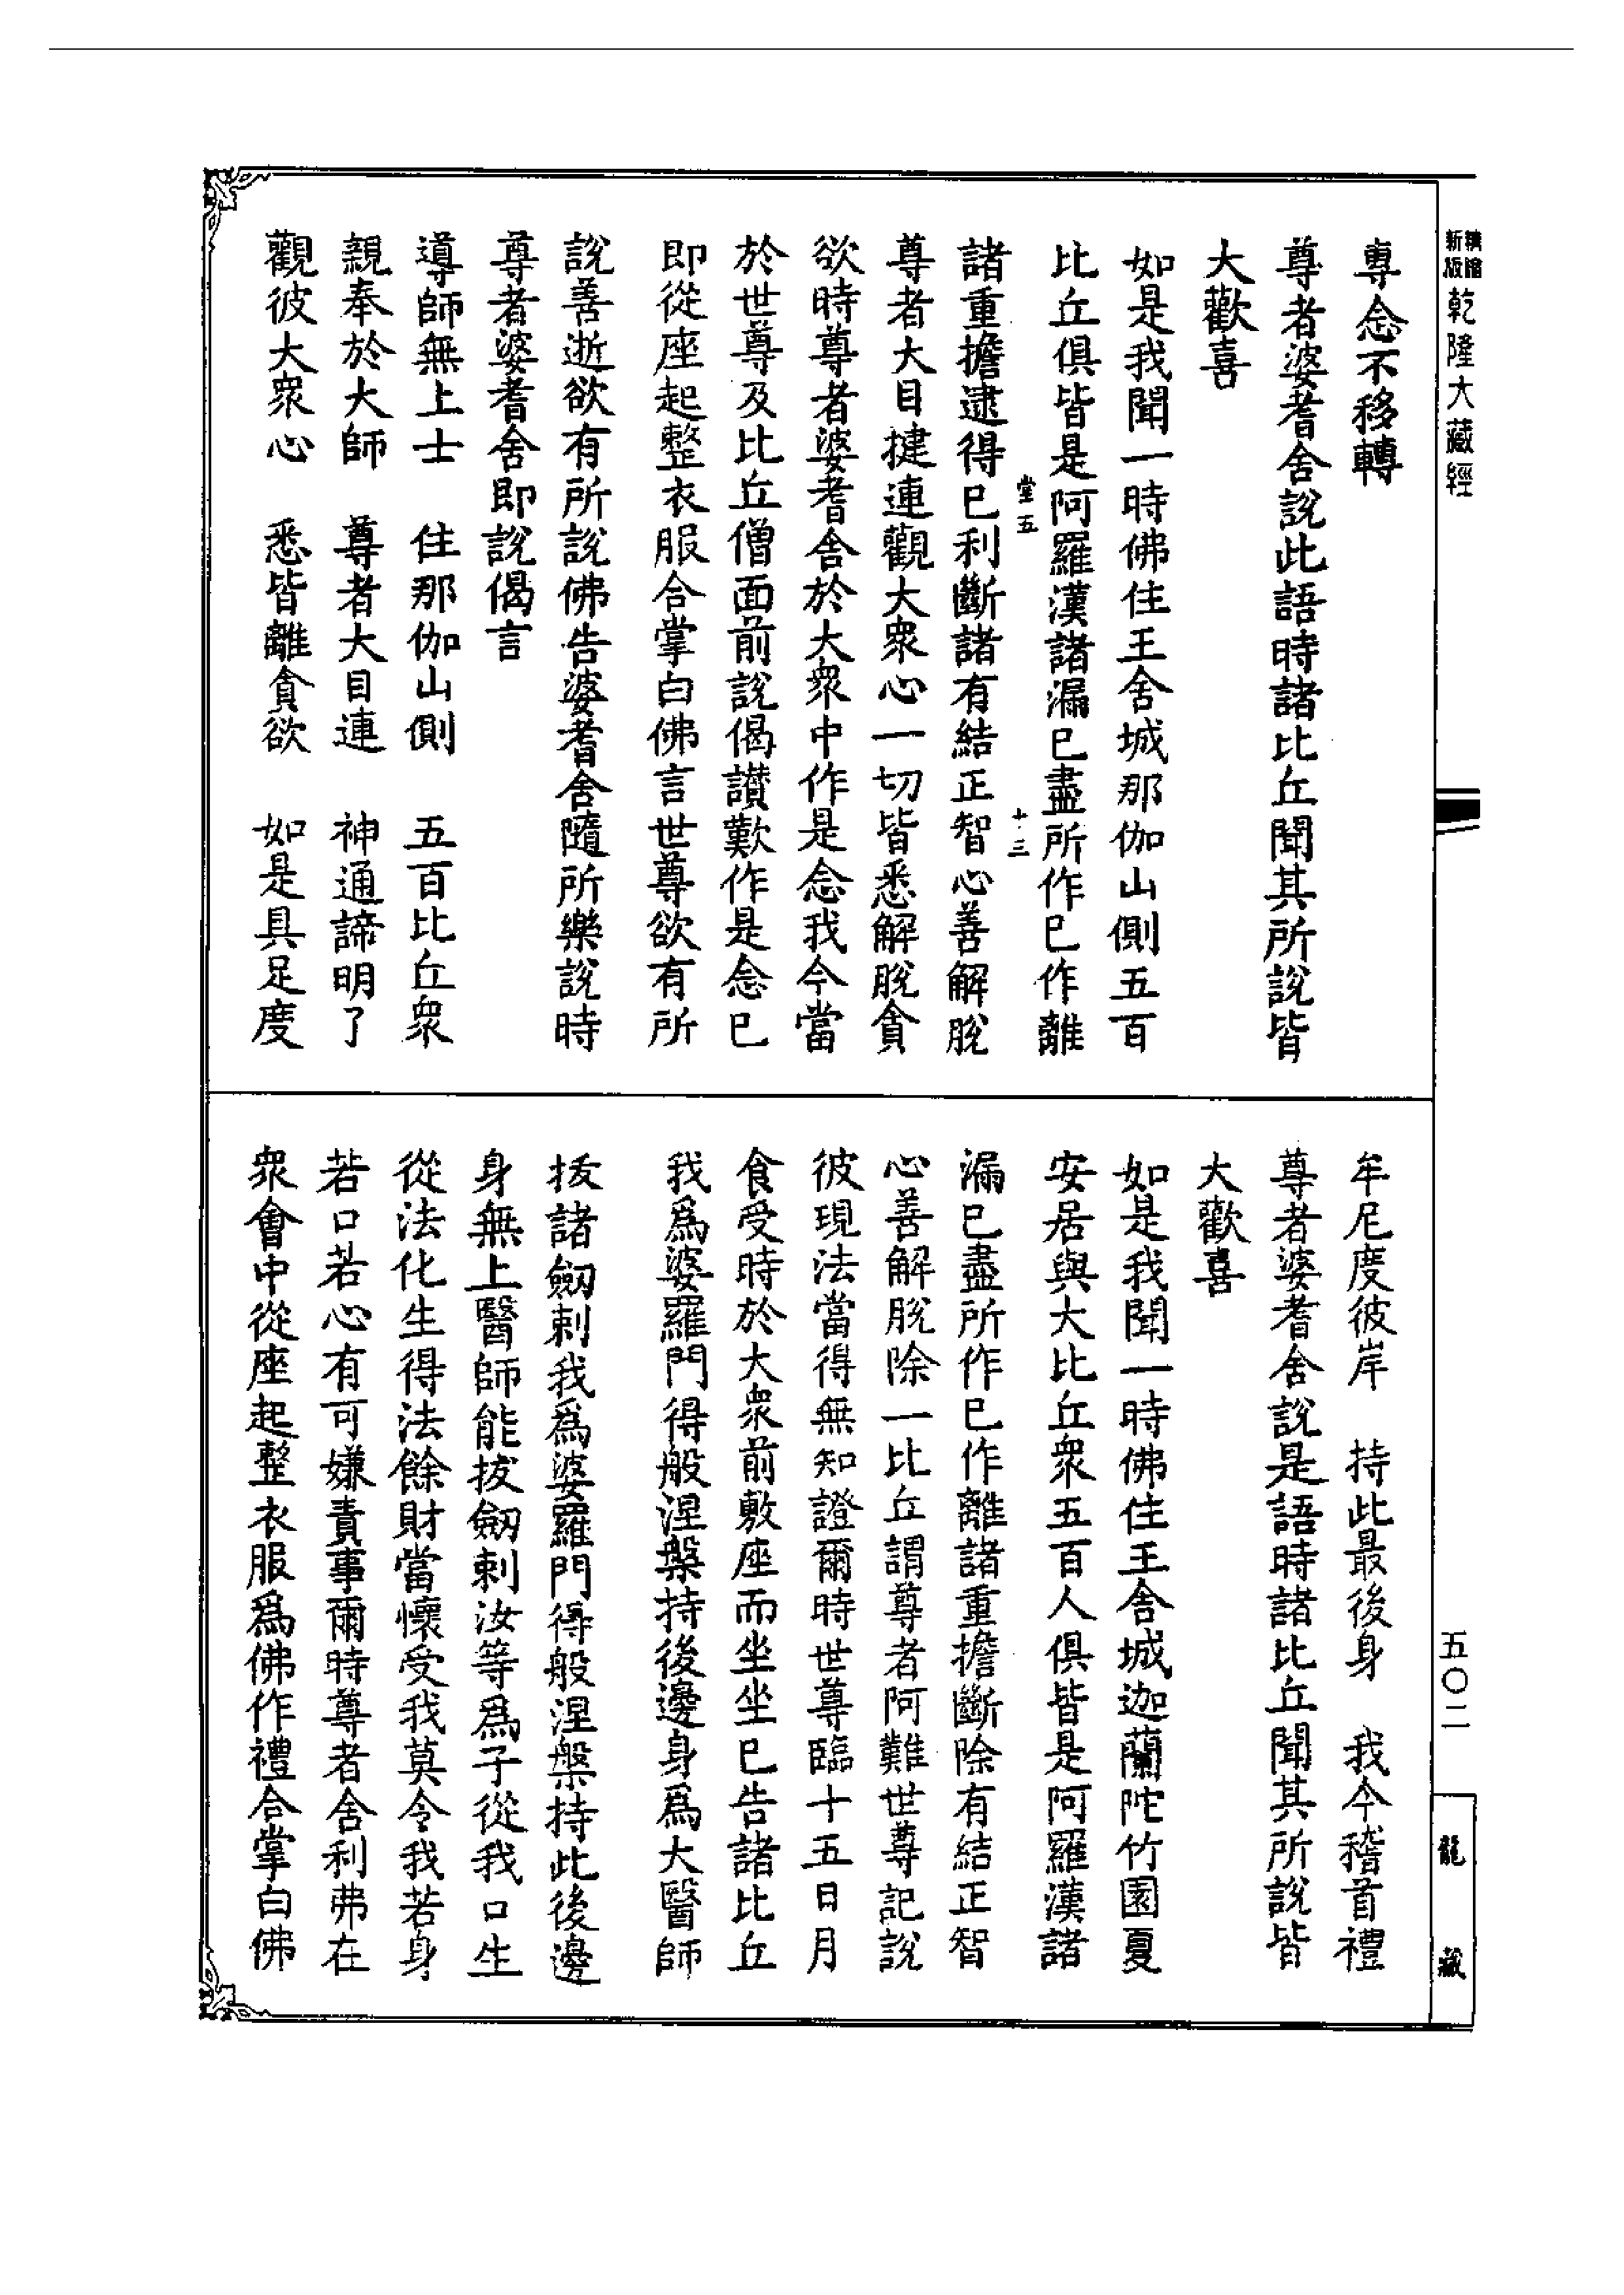 新版
精縮
乾隆大藏經
五〇二
龍藏
專念不移轉
尊者婆耆舍說此語時諸比丘聞其所說皆
大歡喜
如是我聞一時佛住王舍城那伽山側五百
比丘俱皆是阿羅漢諸漏已盡所作已作離
堂五
十三
諸重擔逮得已利斷諸有結正智心善解脫
尊者大目揵連觀大衆心一切皆悉解脫貪
欲時尊者婆耆舍於大衆中作是念我今當
於世尊及比丘僧面前說偈讃歎作是念已
即從座起整衣服合掌白佛言世尊欲有所
說善逝欲有所說佛告婆耆舍隨所樂說時
尊者婆耆舍即說偈言
導師無上士　住那伽山側　五百比丘衆
親奉於大師　尊者大目連　神通諦明了
觀彼大衆心　悉皆離貪欲　如是具足度
牟尼度彼岸　持此最後身　我今稽首禮
尊者婆耆舍說是語時諸比丘聞其所說皆
大歡喜
如是我聞一時佛住王舍城迦蘭陀竹園夏
安居與大比丘衆五百人俱皆是阿羅漢諸
漏已盡所作已作離諸重擔斷除有結正智
心善解脫除一比丘謂尊者阿難世尊記說
彼現法當得無知證爾時世尊臨十五日月
食受時於大衆前敷座而坐坐已告諸比丘
我爲婆羅門得般涅槃持後邊身爲大醫師
拔諸劒刺我爲婆羅門得般涅槃持此後邊
身無上醫師能拔劒刺汝等爲子從我口生
從法化生得法餘財當懷受我莫令我若身
若口若心有可嫌責事爾時尊者舍利弗在
衆會中從座起整衣服爲佛作禮合掌白佛